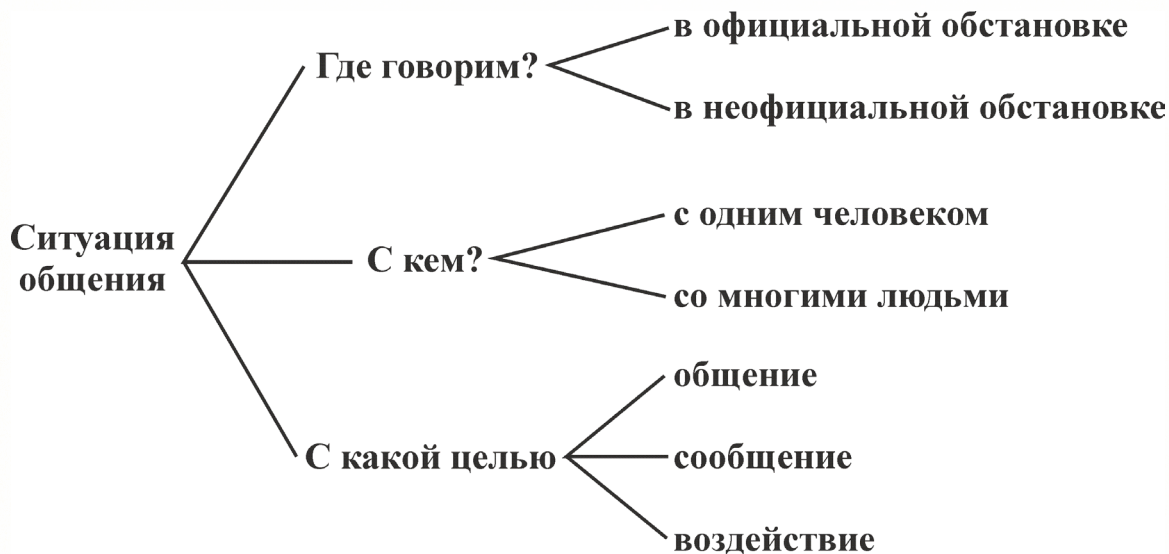 Ситуация
общения
Где говорим?
в официальной обстановке
в неофициальной обстановке
С кем?
с одним человеком
со многими людьми
С какой целью
общение
сообщение
воздействие